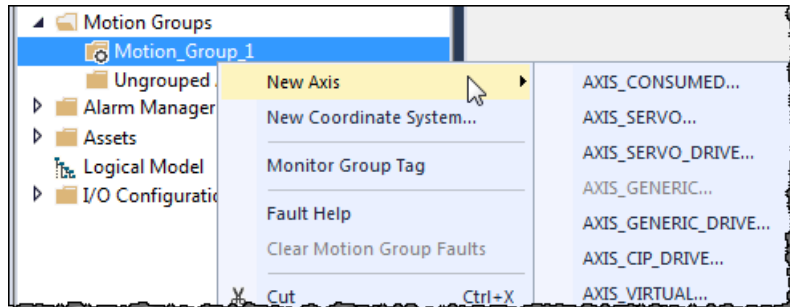 Motion Groups
Motion_Group_1
Ungrouped
Alarm Manager
Assets
Logical Model
I/O Configuratio
New Axis
New Coordinate System...
Monitor Group Tag
Fault Help
Clear Motion Group Faults
Cut Ctrl+X
AXIS_CONSUMED...
AXIS_SERVO...
AXIS_SERVO_DRIVE...
AXIS_GENERIC...
AXIS_GENERIC_DRIVE...
AXIS_CIP_DRIVE...
AXIS_VIRTUAL...